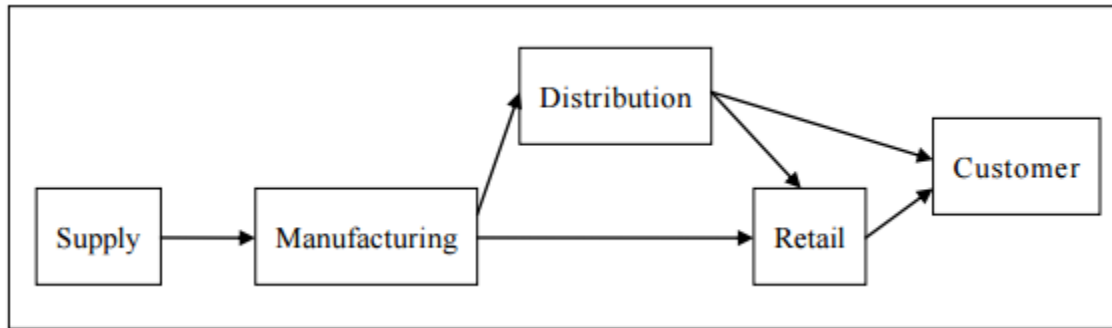 Distribution
Customer
Supply
Manufacturing
Retail